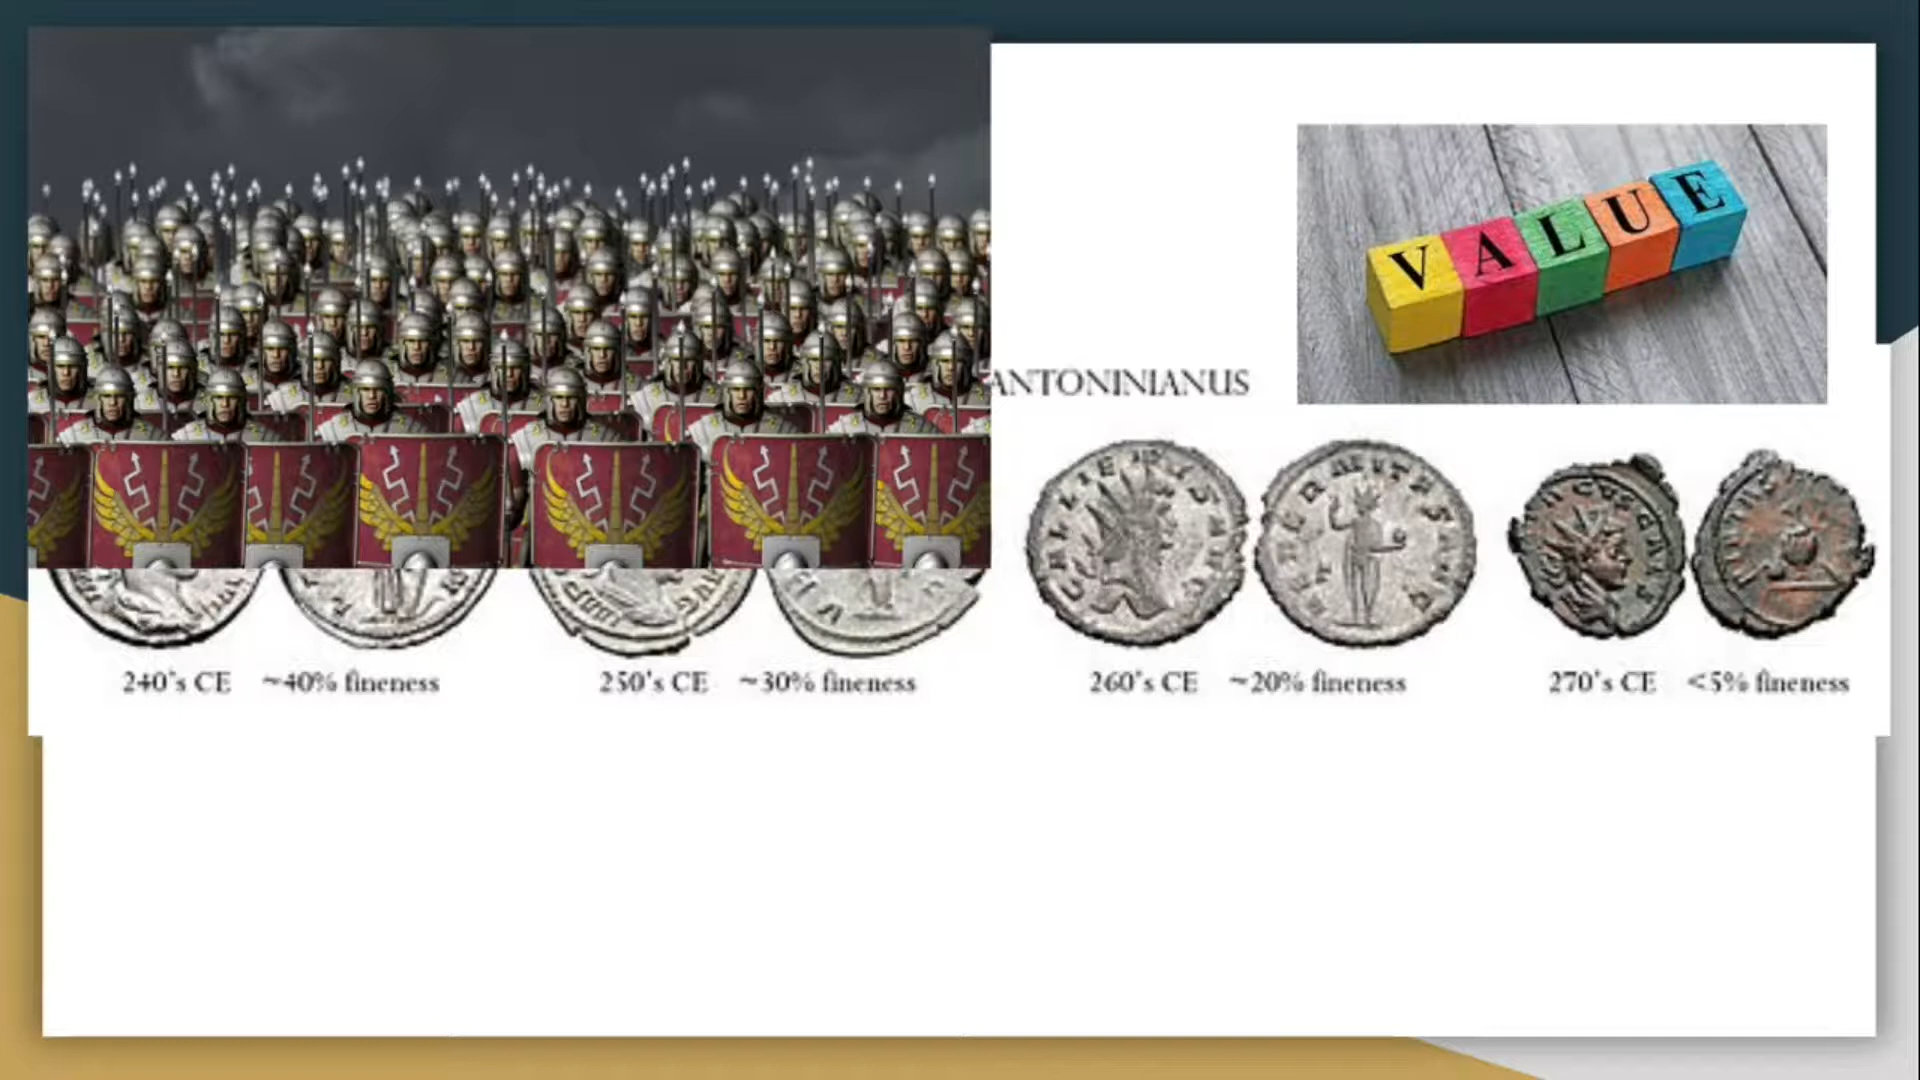 VALUE
ANTONINIANUS
240's CE ~40% fineness
250's CE ~30% fineness
260's CE ~20% fineness
270's CE <5% fineness